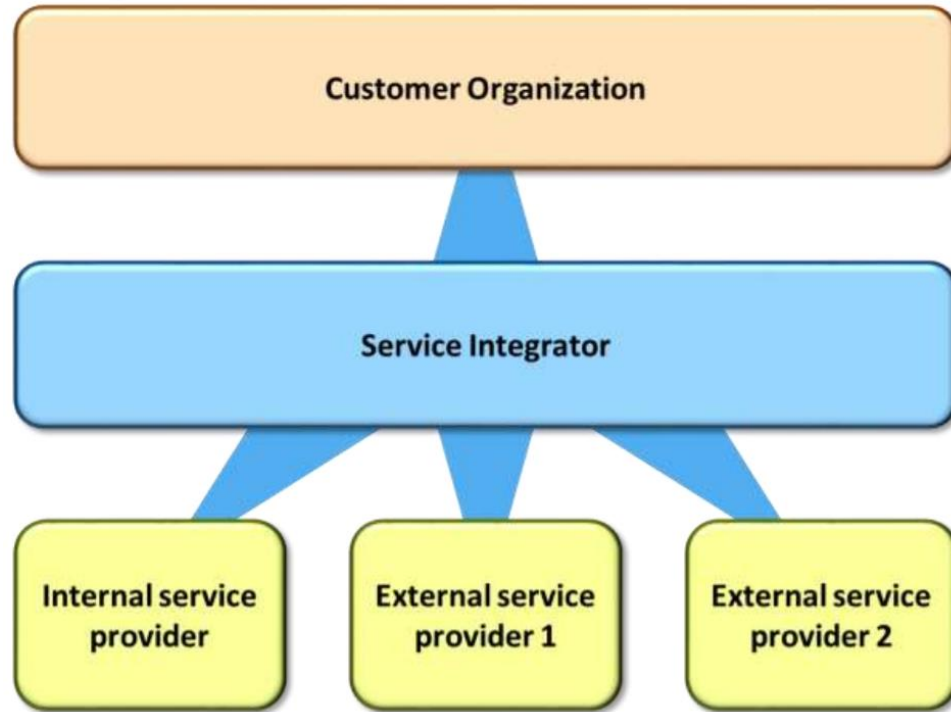 Customer Organization
Service Integrator
Internal service
provider
External service
provider 1
External service
provider 2